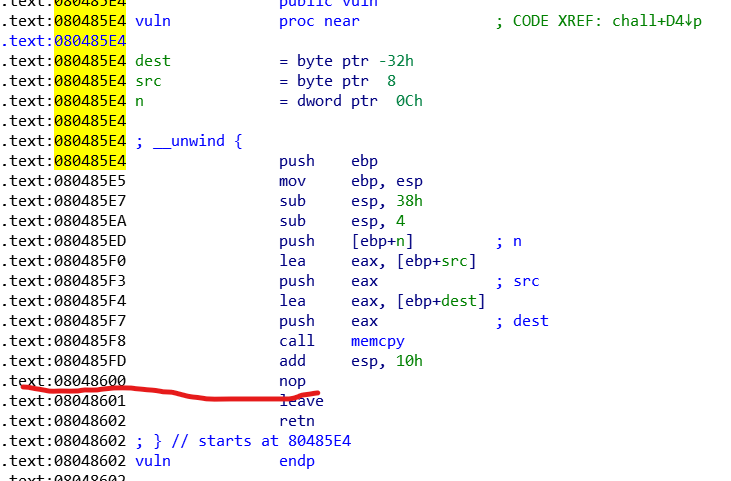 .text:080485E4 public vuln
.text:080485E4 vuln proc near ; CODE XREF: chall+D4↓p
.text:080485E4
.text:080485E4 dest = byte ptr -32h
.text:080485E4 src = byte ptr 8
.text:080485E4 n = dword ptr 0Ch
.text:080485E4
.text:080485E4 ; __unwind {
.text:080485E4 push ebp
.text:080485E5 mov ebp, esp
.text:080485E7 sub esp, 38h
.text:080485EA sub esp, 4
.text:080485ED push [ebp+n] ; n
.text:080485F0 lea eax, [ebp+src]
.text:080485F3 push eax ; src
.text:080485F4 lea eax, [ebp+dest]
.text:080485F7 push eax ; dest
.text:080485F8 call memcpy
.text:080485FD add esp, 10h
.text:08048600 nop
.text:08048601 leave
.text:08048602 retn
.text:08048602 ; } // starts at 80485E4
.text:08048602 vuln endp
.text:08048602